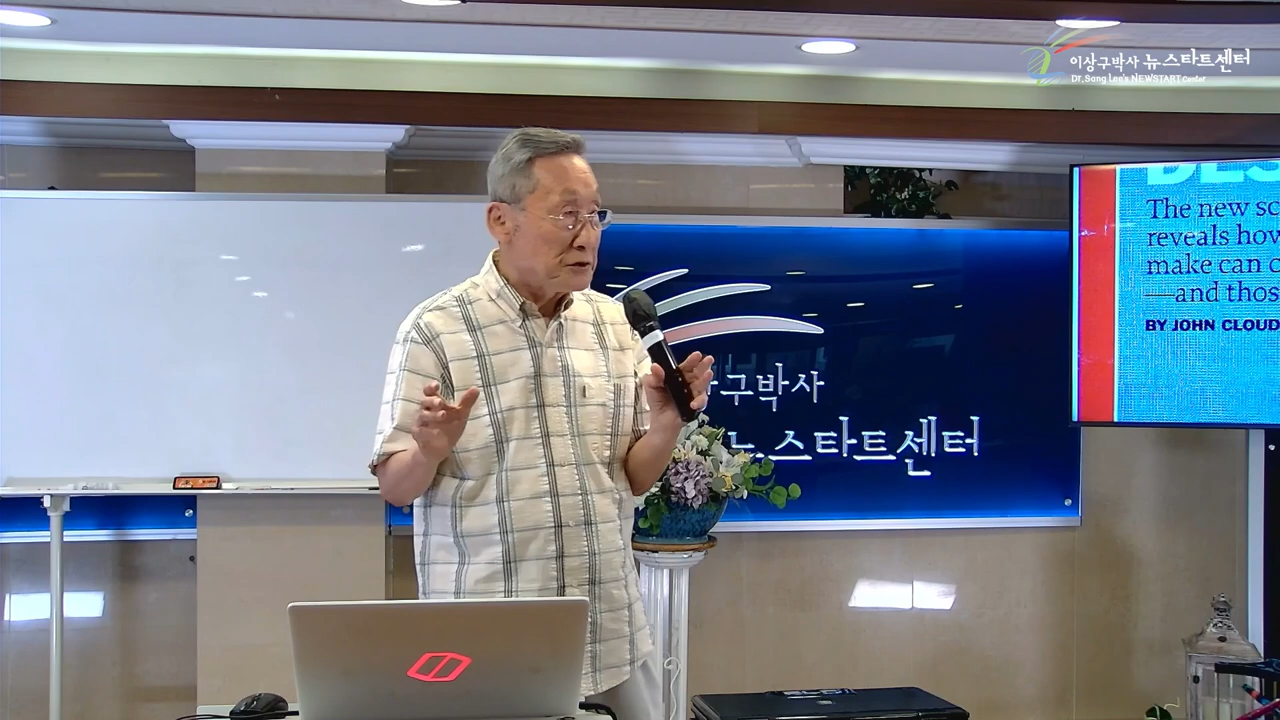 이상구박사 뉴스타트센터
Dr. Sang Lee's NEWSTART Center
The new sc
reveals how
make can c
—and thos
BY JOHN CLOUD
구박사
뉴스타트센터